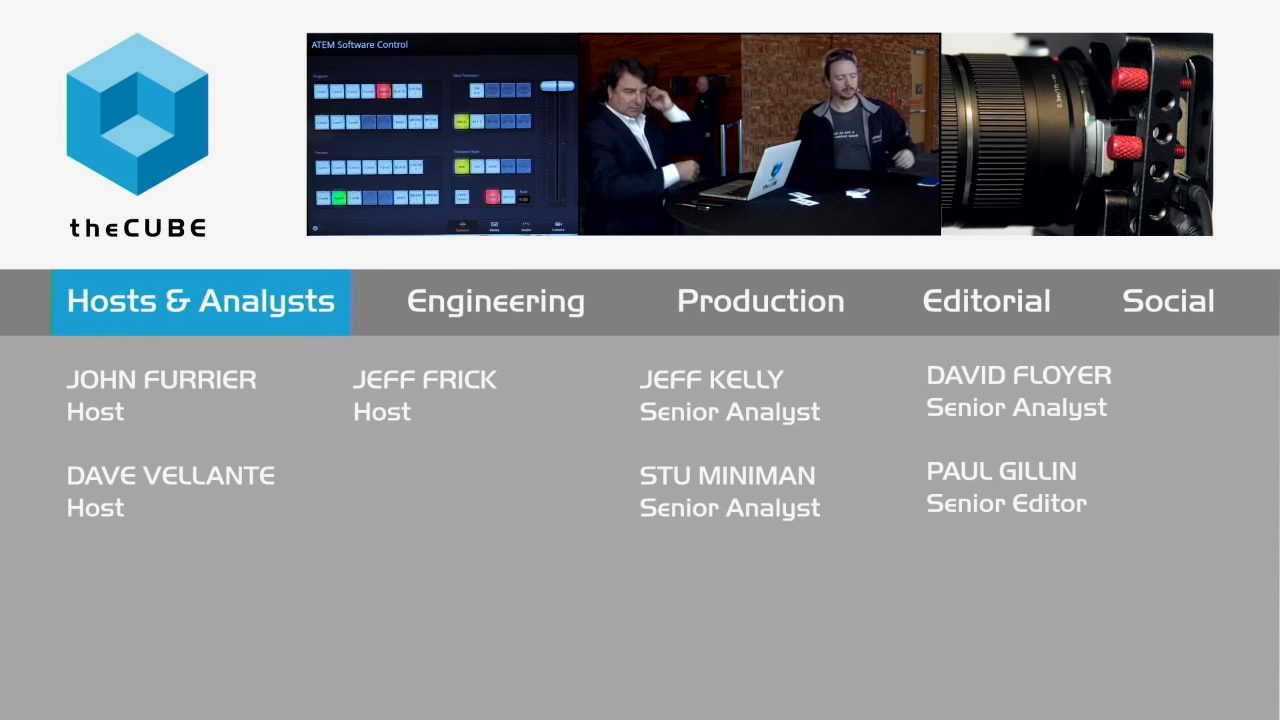 ATEM Software Control
theCUBE
Hosts & Analysts
Engineering
Production
Editorial
Social
JOHN FURRIER
Host
JEFF FRICK
Host
JEFF KELLY
Senior Analyst
DAVID FLOYER
Senior Analyst
DAVE VELLANTE
Host
STU MINIMAN
Senior Analyst
PAUL GILLIN
Senior Editor